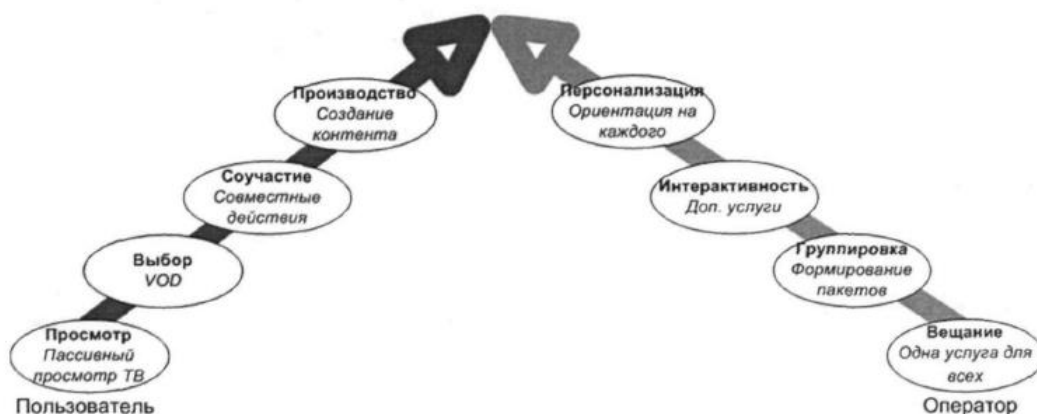 Производство
Создание
контента
Персонализация
Ориентация на
каждого
Соучастие
Совместные
действия
Интерактивность
Доп. услуги
Выбор
VOD
Группировка
Формирование
пакетов
Просмотр
Пассивный
просмотр ТВ
Вещание
Одна услуга для
всех
Пользователь
Оператор